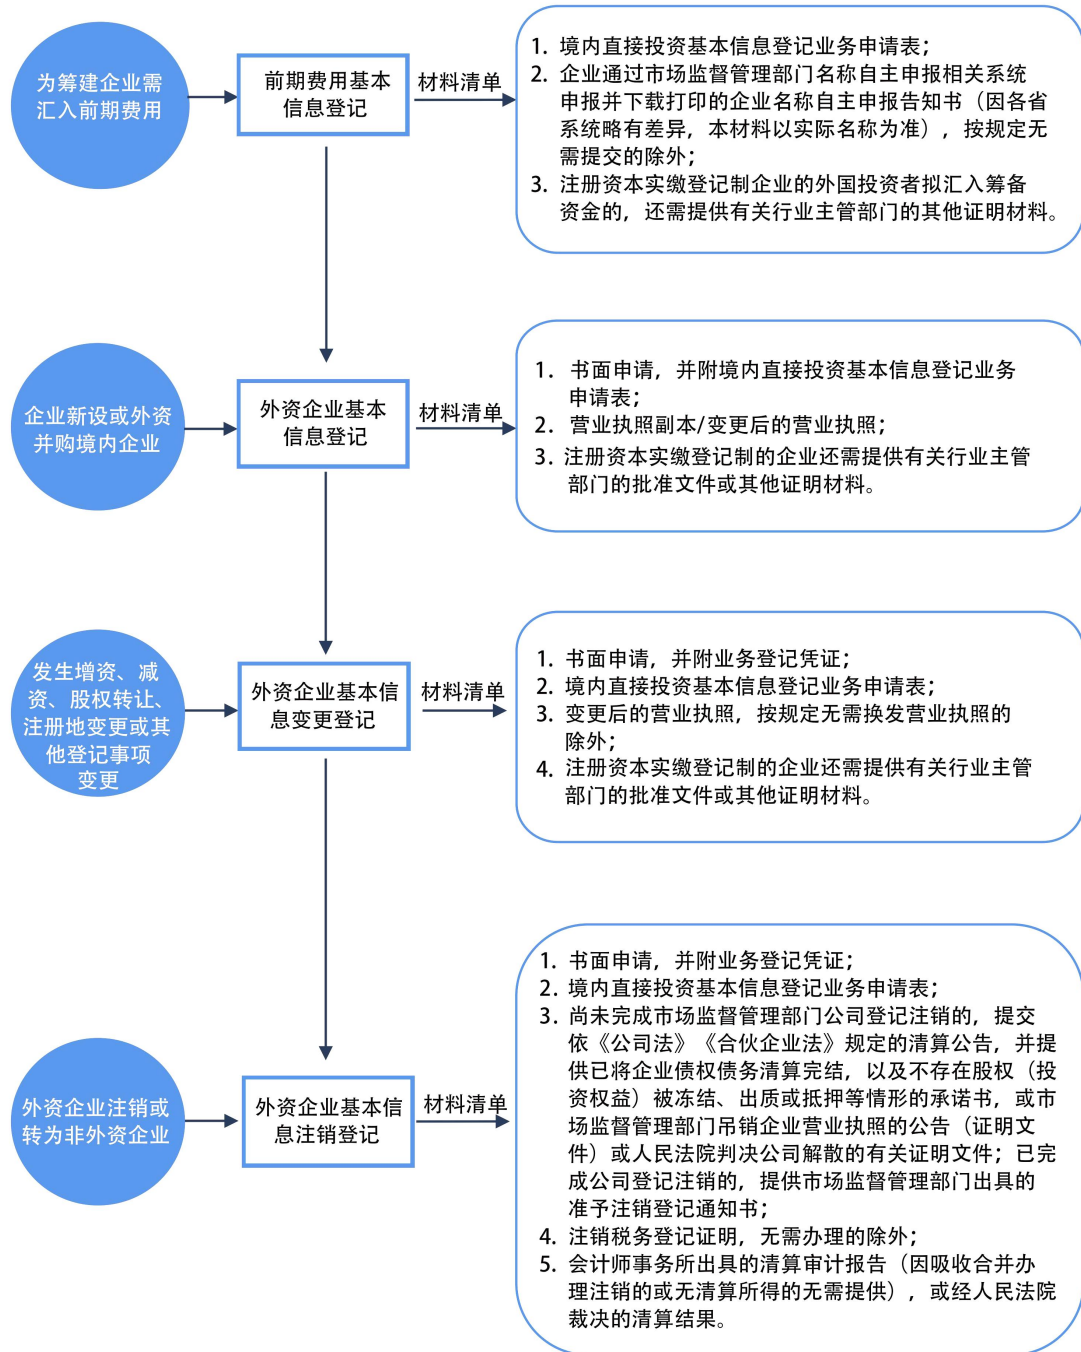 为筹建企业需
汇入前期费用
前期费用基本
信息登记
材料清单
1. 境内直接投资基本信息登记业务申请表；
2. 企业通过市场监督管理部门名称自主申报相关系统
申报并下载打印的企业名称自主申报告知书（因各省
系统略有差异，本材料以实际名称为准），按规定无
需提交的除外；
3. 注册资本实缴登记制企业的外国投资者拟汇入筹备
资金的，还需提供有关行业主管部门的其他证明材料。
企业新设或外资
并购境内企业
外资企业基本
信息登记
材料清单
1. 书面申请，并附境内直接投资基本信息登记业务
申请表；
2. 营业执照副本/变更后的营业执照；
3. 注册资本实缴登记制的企业还需提供有关行业主管
部门的批准文件或其他证明材料。
发生增资、减
资、股权转让、
注册地变更或其
他登记事项
变更
外资企业基本信
息变更登记
材料清单
1. 书面申请，并附业务登记凭证；
2. 境内直接投资基本信息登记业务申请表；
3. 变更后的营业执照，按规定无需换发营业执照的
除外；
4. 注册资本实缴登记制的企业还需提供有关行业主管
部门的批准文件或其他证明材料。
外资企业注销或
转为非外资企业
外资企业基本信
息注销登记
材料清单
1. 书面申请，并附业务登记凭证；
2. 境内直接投资基本信息登记业务申请表；
3. 尚未完成市场监督管理部门公司登记注销的，提交
依《公司法》《合伙企业法》规定的清算公告，并提
供已将企业债权债务清算完结，以及不存在股权（投
资权益）被冻结、出质或抵押等情形的承诺书，或市
场监督管理部门吊销企业营业执照的公告（证明文
件）或人民法院判决公司解散的有关证明文件；已完
成公司登记注销的，提供市场监督管理部门出具的
准予注销登记通知书；
4. 注销税务登记证明，无需办理的除外；
5. 会计师事务所出具的清算审计报告（因吸收合并办
理注销的或无清算所得的无需提供），或经人民法院
裁决的清算结果。